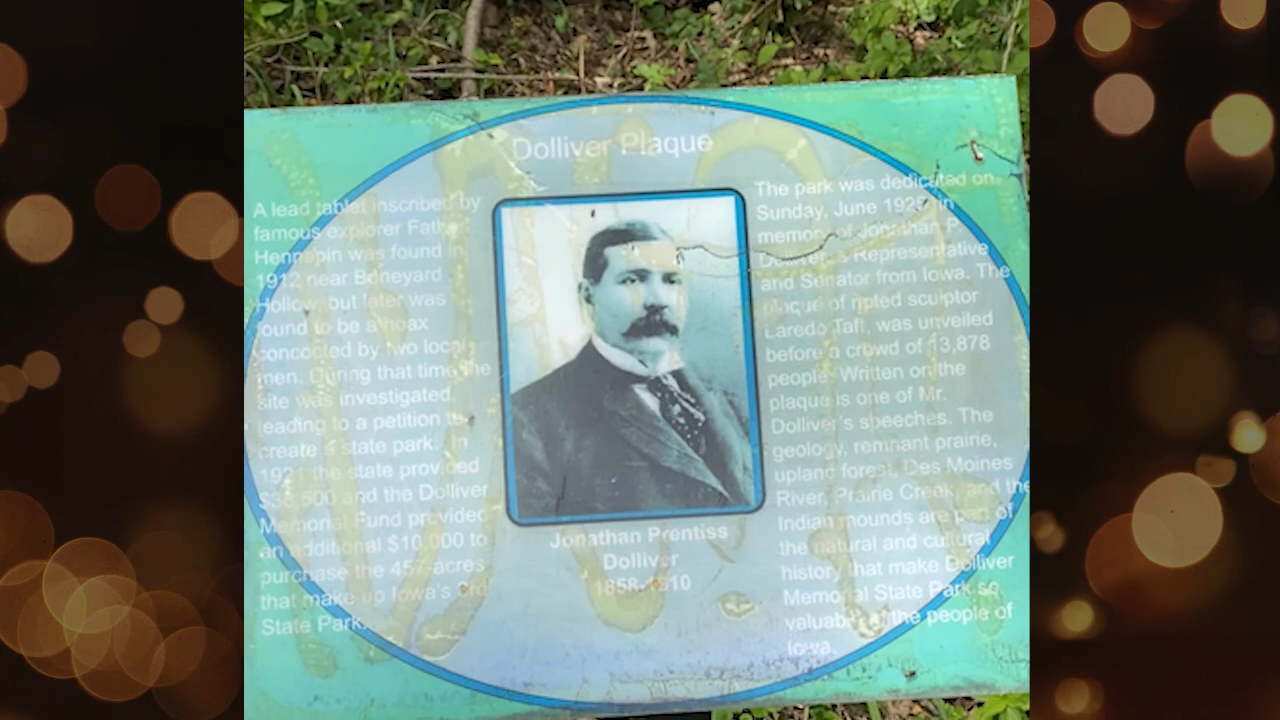 Dolliver Plaque
A lead tablet inscribed by
famous explorer Father
Hennepin was found in
1912 near Boneyard
Hollow, but later was
found to be a hoax
concocted by two local
men. During that time the
site was investigated,
leading to a petition to
create a state park. In
1921 the state provided
and the Dolliver
Memorial Fund provided
an additional $10,000 to
purchase the 457-acres
that make up Iowa's 3rd
State Park.
Jonathan Prentiss
Dolliver
1858-1910
The park was dedicated on
Sunday, June 1925 in
memory of Jonathan P.
Dolliver, a Representative
and Senator from Iowa. The
plaque of noted sculptor
Laredo Taft, was unveiled
before a crowd of 13,878
people. Written on the
plaque is one of Mr.
Dolliver's speeches. The
geology, remnant prairie,
upland forest, Des Moines
River, Prairie Creek, and the
Indian mounds are part of
the natural and cultural
history that make Dolliver
Memorial State Park so
valuable to the people of
Iowa.